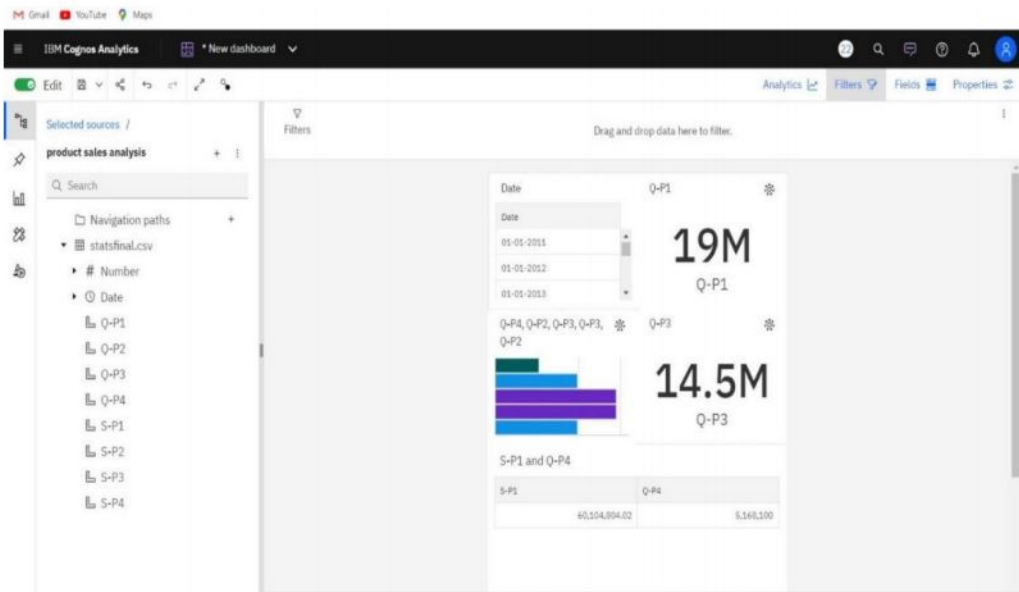 Gmail YouTube Maps
IBM Cognos Analytics * New dashboard
22
Edit Analytics Filters Fields Properties
Selected sources /
product sales analysis
Search
Navigation paths
statsfinal.csv
# Number
Date
Q-P1
Q-P2
Q-P3
Q-P4
S-P1
S-P2
S-P3
S-P4
Filters
Drag and drop data here to filter.
Date
Date
01-01-2011
01-01-2012
01-01-2013
Q-P1
19M
Q-P1
Q-P4, Q-P2, Q-P3, Q-P3,
Q-P2
Q-P3
14.5M
Q-P3
S-P1 and Q-P4
S-P1 Q-P4
60,104,804.02 5,168,100